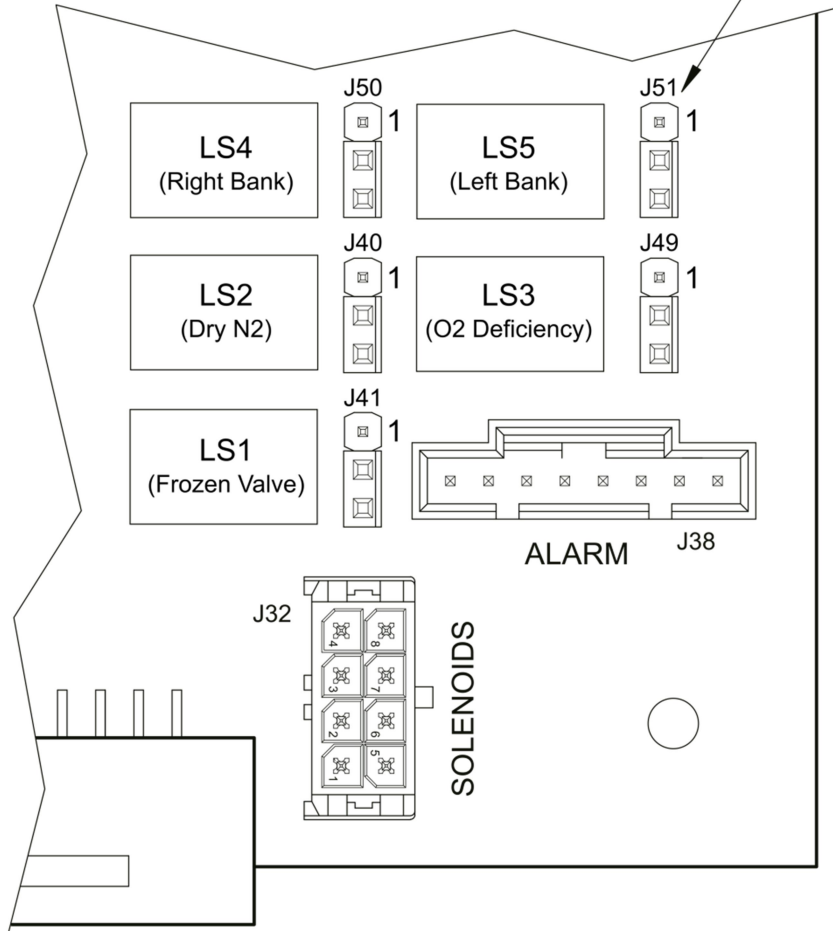 J50
J51
LS4
(Right Bank)
1
LS5
(Left Bank)
1
J40
J49
LS2
(Dry N2)
1
LS3
(O2 Deficiency)
1
J41
LS1
(Frozen Valve)
1
ALARM
J38
J32
SOLENOIDS
4
8
3
7
2
6
1
5